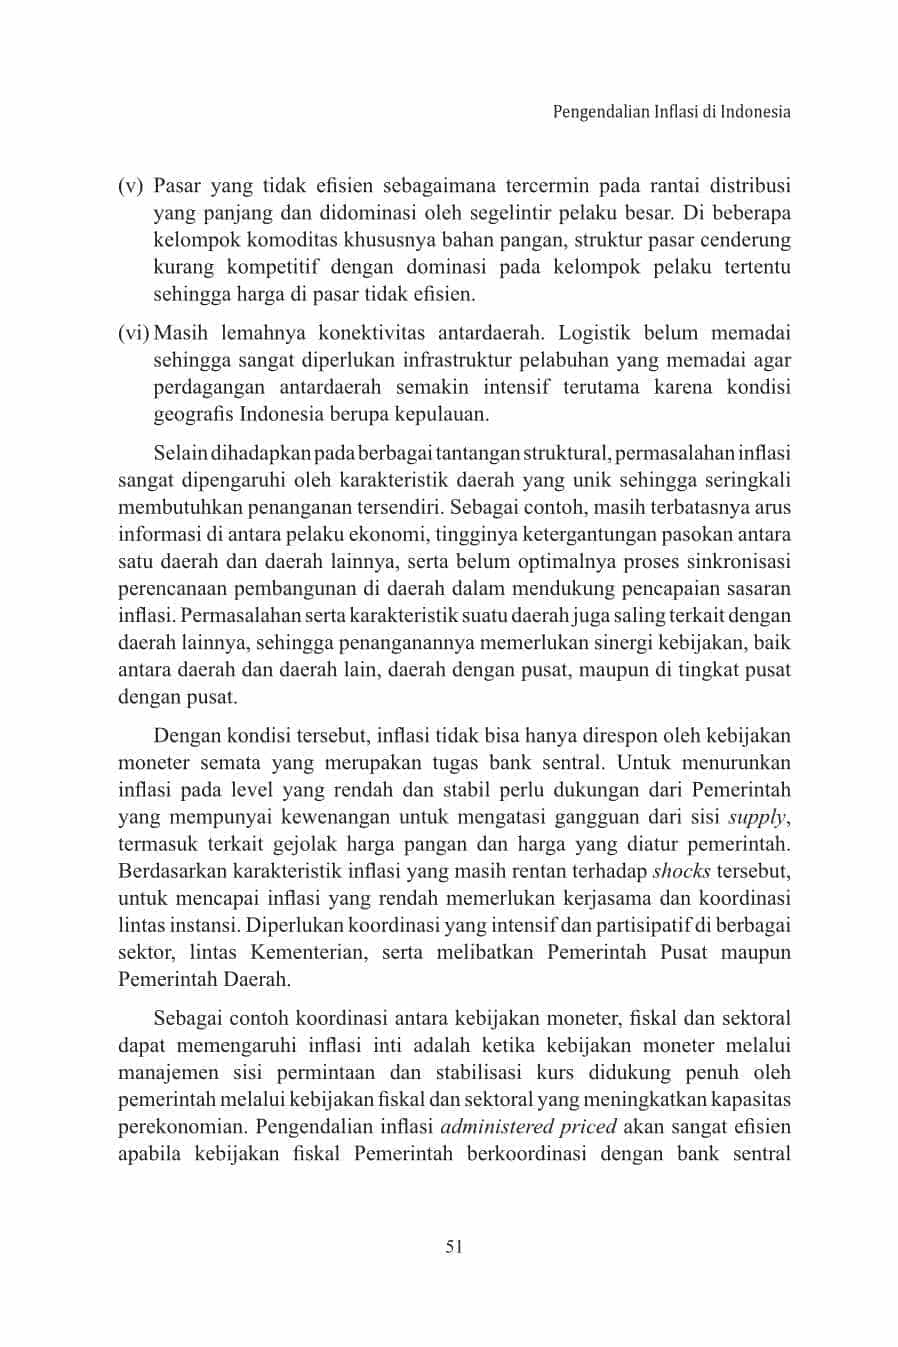 Pengendalian Inflasi di Indonesia
(v) Pasar yang tidak efisien sebagaimana tercermin pada rantai distribusi
yang panjang dan didominasi oleh segelintir pelaku besar. Di beberapa
kelompok komoditas khususnya bahan pangan, struktur pasar cenderung
kurang kompetitif dengan dominasi pada kelompok pelaku tertentu
sehingga harga di pasar tidak efisien.
(vi) Masih lemahnya konektivitas antardaerah. Logistik belum memadai
sehingga sangat diperlukan infrastruktur pelabuhan yang memadai agar
perdagangan antardaerah semakin intensif terutama karena kondisi
geografis Indonesia berupa kepulauan.
Selain dihadapkan pada berbagai tantangan struktural, permasalahan inflasi
sangat dipengaruhi oleh karakteristik daerah yang unik sehingga seringkali
membutuhkan penanganan tersendiri. Sebagai contoh, masih terbatasnya arus
informasi di antara pelaku ekonomi, tingginya ketergantungan pasokan antara
satu daerah dan daerah lainnya, serta belum optimalnya proses sinkronisasi
perencanaan pembangunan di daerah dalam mendukung pencapaian sasaran
inflasi. Permasalahan serta karakteristik suatu daerah juga saling terkait dengan
daerah lainnya, sehingga penanganannya memerlukan sinergi kebijakan, baik
antara daerah dan daerah lain, daerah dengan pusat, maupun di tingkat pusat
dengan pusat.
Dengan kondisi tersebut, inflasi tidak bisa hanya direspon oleh kebijakan
moneter semata yang merupakan tugas bank sentral. Untuk menurunkan
inflasi pada level yang rendah dan stabil perlu dukungan dari Pemerintah
yang mempunyai kewenangan untuk mengatasi gangguan dari sisi supply,
termasuk terkait gejolak harga pangan dan harga yang diatur pemerintah.
Berdasarkan karakteristik inflasi yang masih rentan terhadap shocks tersebut,
untuk mencapai inflasi yang rendah memerlukan kerjasama dan koordinasi
lintas instansi. Diperlukan koordinasi yang intensif dan partisipatif di berbagai
sektor, lintas Kementerian, serta melibatkan Pemerintah Pusat maupun
Pemerintah Daerah.
Sebagai contoh koordinasi antara kebijakan moneter, fiskal dan sektoral
dapat memengaruhi inflasi inti adalah ketika kebijakan moneter melalui
manajemen sisi permintaan dan stabilisasi kurs didukung penuh oleh
pemerintah melalui kebijakan fiskal dan sektoral yang meningkatkan kapasitas
perekonomian. Pengendalian inflasi administered priced akan sangat efisien
apabila kebijakan fiskal Pemerintah berkoordinasi dengan bank sentral
51